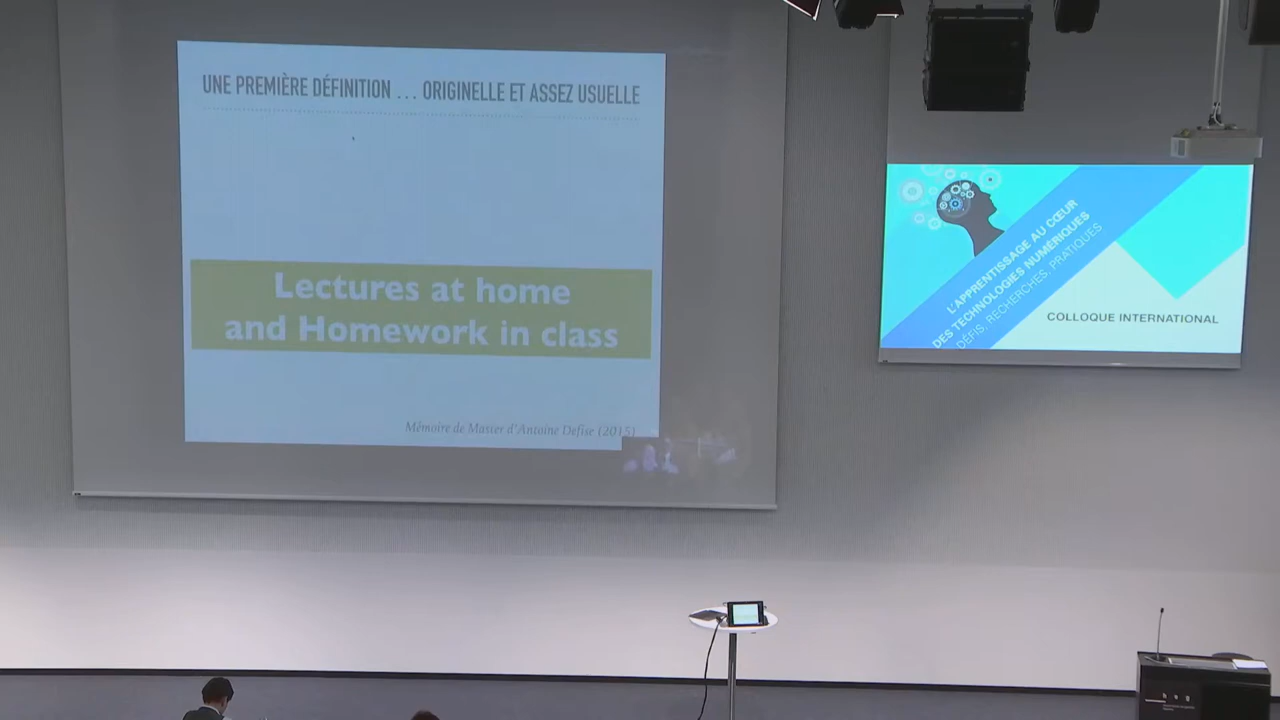 UNE PREMIÈRE DÉFINITION ... ORIGINELLE ET ASSEZ USUELLE
Lectures at home
and Homework in class
Mémoire de Master d'Antoine Defise (2015)
L'APPRENTISSAGE AU CŒUR
DES TECHNOLOGIES NUMÉRIQUES
DÉFIS, RECHERCHES, PRATIQUES
COLLOQUE INTERNATIONAL